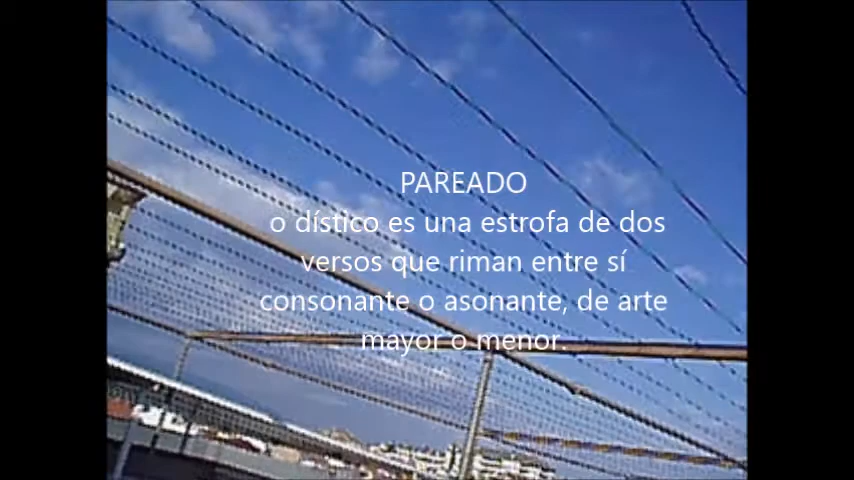 PAREADO
o dístico es una estrofa de dos
versos que riman entre sí
consonante o asonante, de arte
mayor o menor.